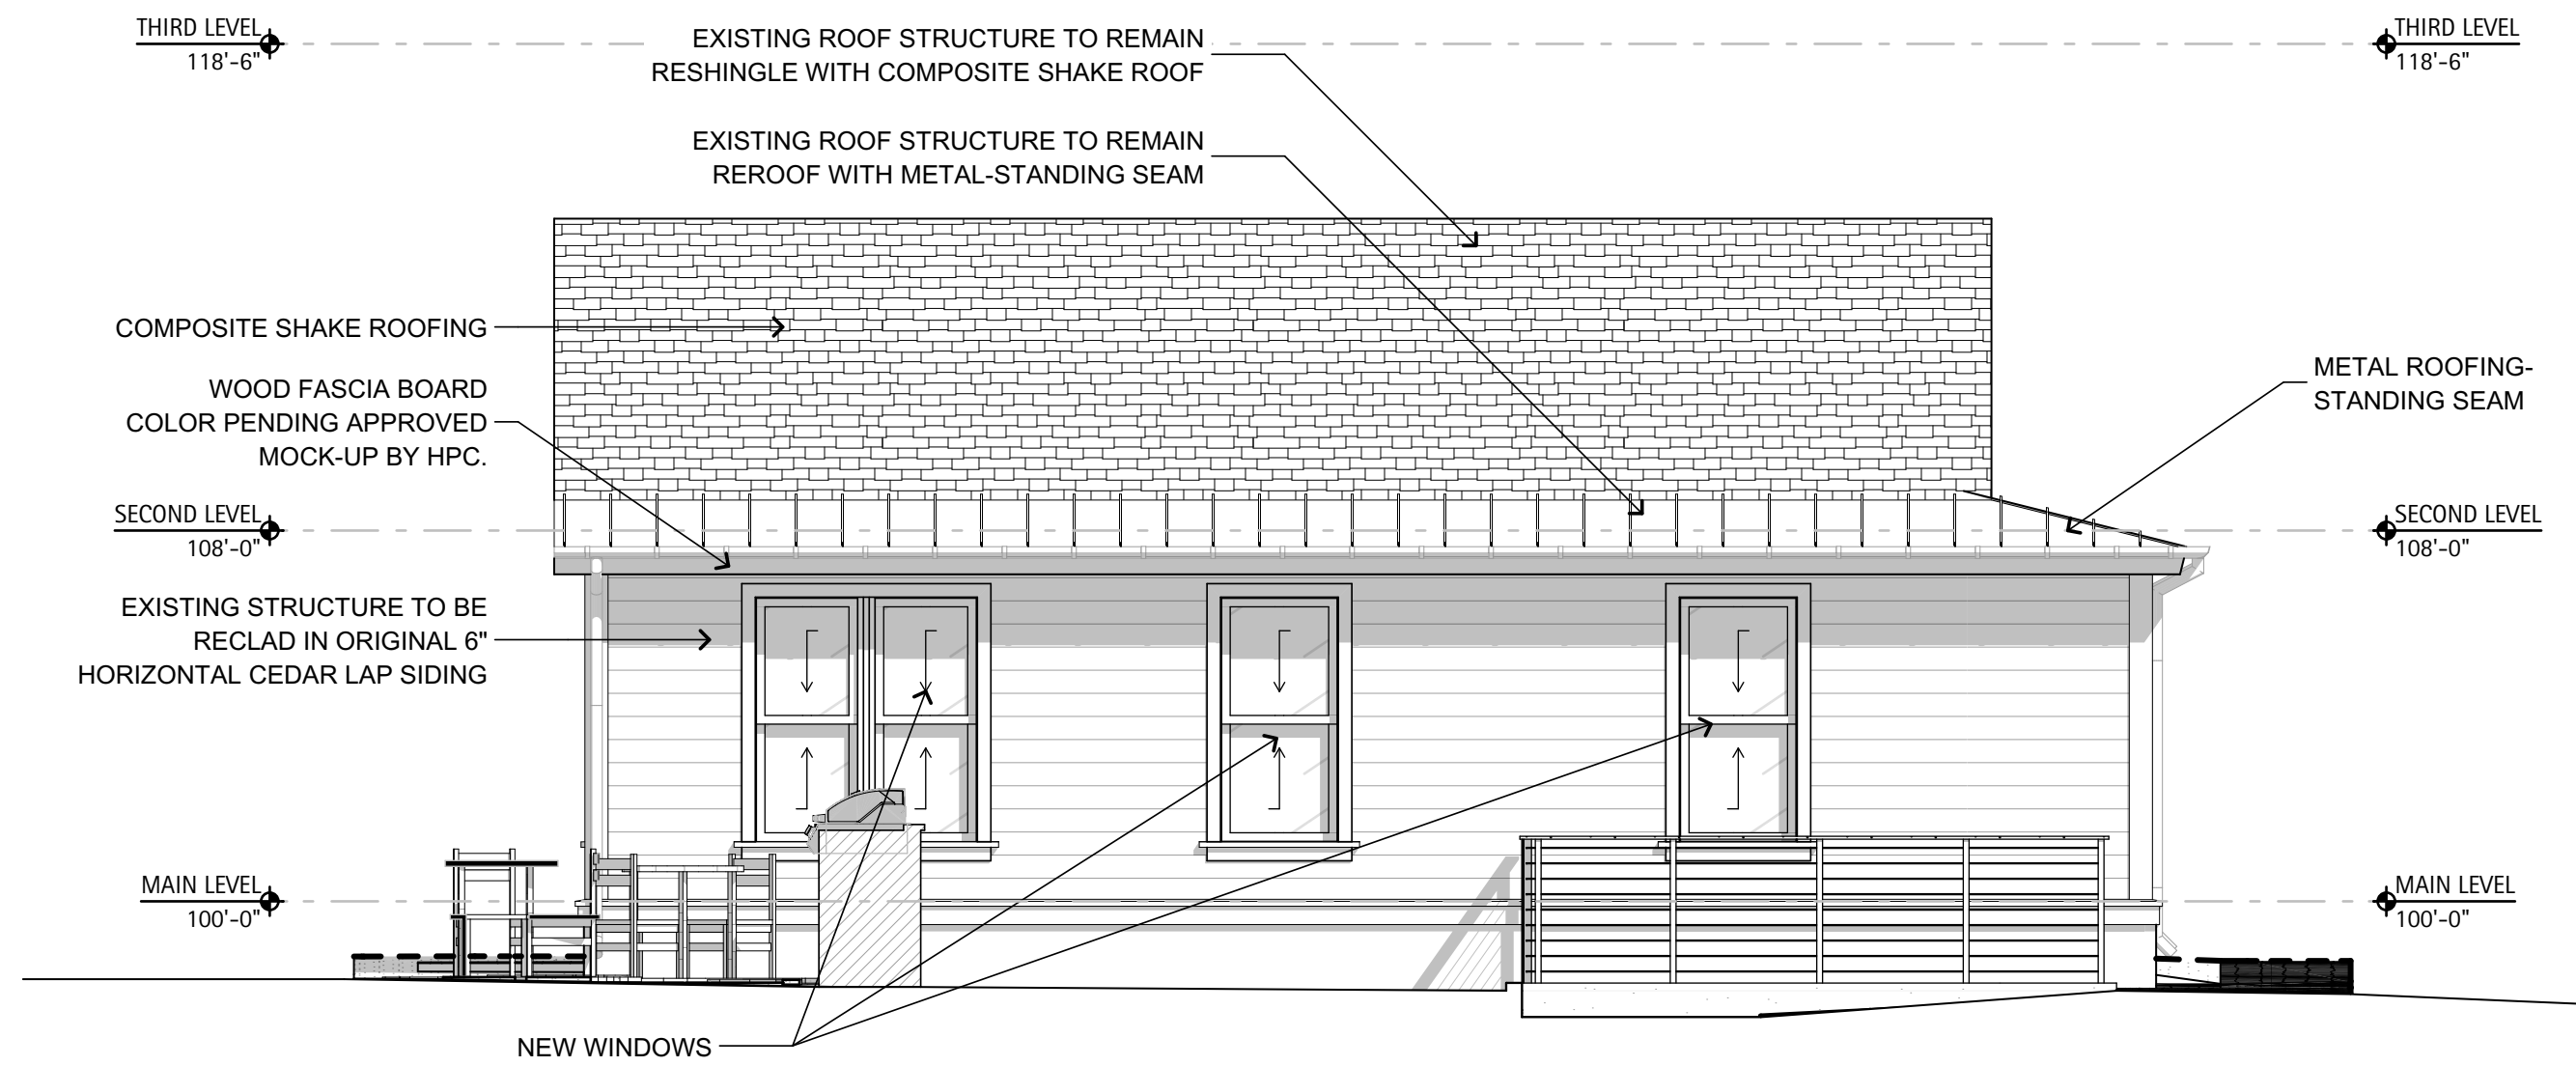 THIRD LEVEL
118'-6"
EXISTING ROOF STRUCTURE TO REMAIN
RESHINGLE WITH COMPOSITE SHAKE ROOF
THIRD LEVEL
118'-6"
EXISTING ROOF STRUCTURE TO REMAIN
REROOF WITH METAL-STANDING SEAM
COMPOSITE SHAKE ROOFING
WOOD FASCIA BOARD
COLOR PENDING APPROVED
MOCK-UP BY HPC.
METAL ROOFING-
STANDING SEAM
SECOND LEVEL
108'-0"
SECOND LEVEL
108'-0"
EXISTING STRUCTURE TO BE
RECLAD IN ORIGINAL 6"
HORIZONTAL CEDAR LAP SIDING
MAIN LEVEL
100'-0"
MAIN LEVEL
100'-0"
NEW WINDOWS